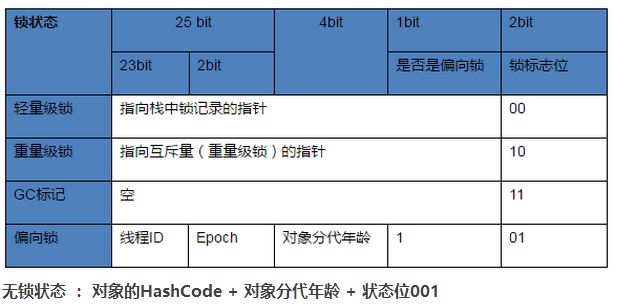 锁状态 25 bit 4bit 1bit 2bit
23bit 2bit 是否是偏向锁 锁标志位
轻量级锁 指向栈中锁记录的指针 00
重量级锁 指向互斥量（重量级锁）的指针 10
GC标记 空 11
偏向锁 线程ID Epoch 对象分代年龄 1 01
无锁状态 ： 对象的HashCode + 对象分代年龄 + 状态位001